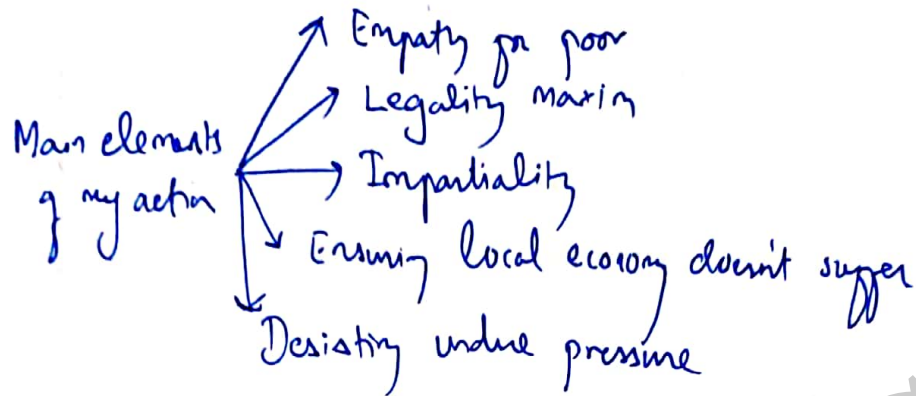 Empathy for poor
Legality maxim
Main elements
of my action
Impartiality
Ensuring local economy doesn't suffer
Desisting undue pressure